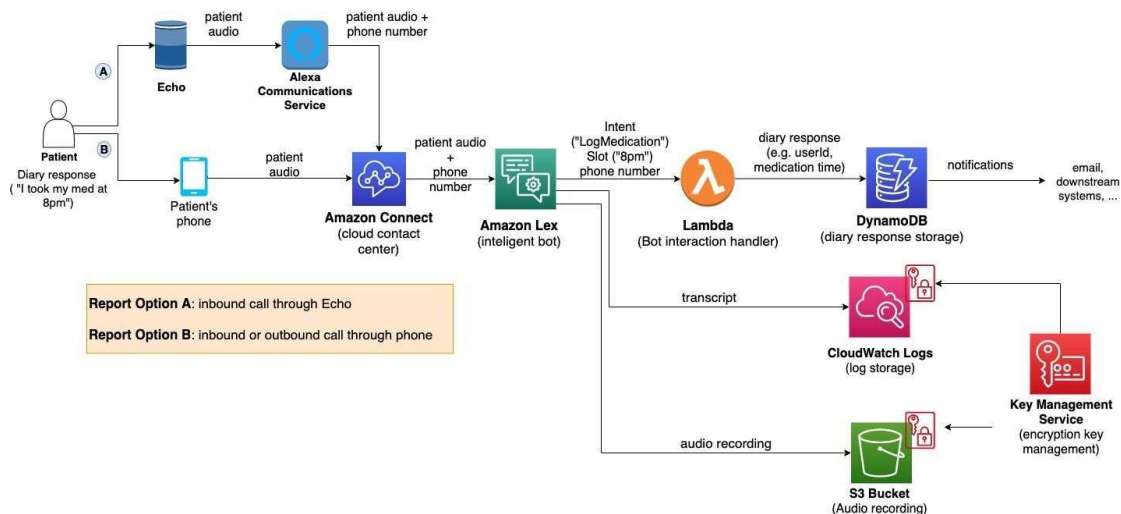 patient
audio
patient audio +
phone number
A
Echo
Alexa
Communications
Service
Patient
B
Diary response
( "I took my med at
8pm")
Patient's
phone
patient
audio
Amazon Connect
(cloud contact
center)
patient audio
+
phone
number
Amazon Lex
(inteligent bot)
Intent
("LogMedication")
Slot ("8pm")
phone number
Lambda
(Bot interaction handler)
diary response
(e.g. userId,
medication time)
DynamoDB
(diary response storage)
notifications
email,
downstream
systems, ...
Report Option A: inbound call through Echo
Report Option B: inbound or outbound call through phone
transcript
CloudWatch Logs
(log storage)
Key Management
Service
(encryption key
management)
audio recording
S3 Bucket
(Audio recording)